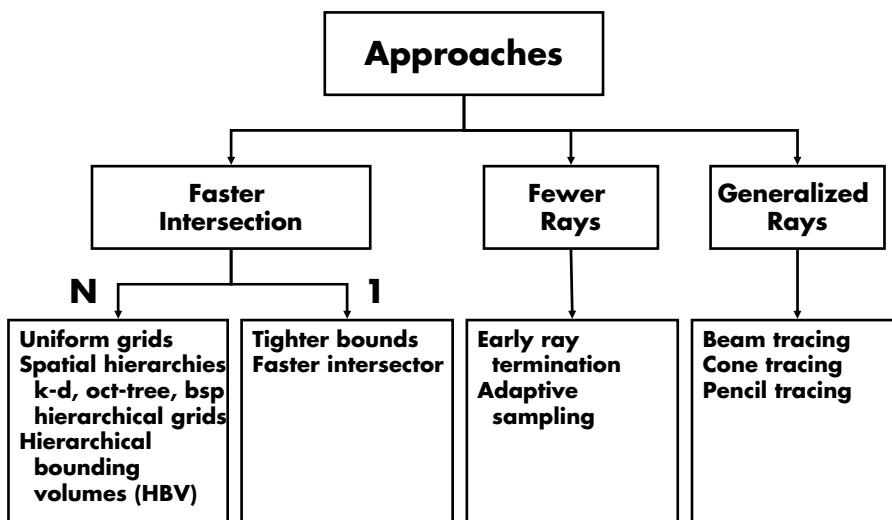 Approaches
Faster
Intersection
Fewer
Rays
Generalized
Rays
N
1
Uniform grids
Spatial hierarchies
k-d, oct-tree, bsp
hierarchical grids
Hierarchical
bounding
volumes (HBV)
Tighter bounds
Faster intersector
Early ray
termination
Adaptive
sampling
Beam tracing
Cone tracing
Pencil tracing